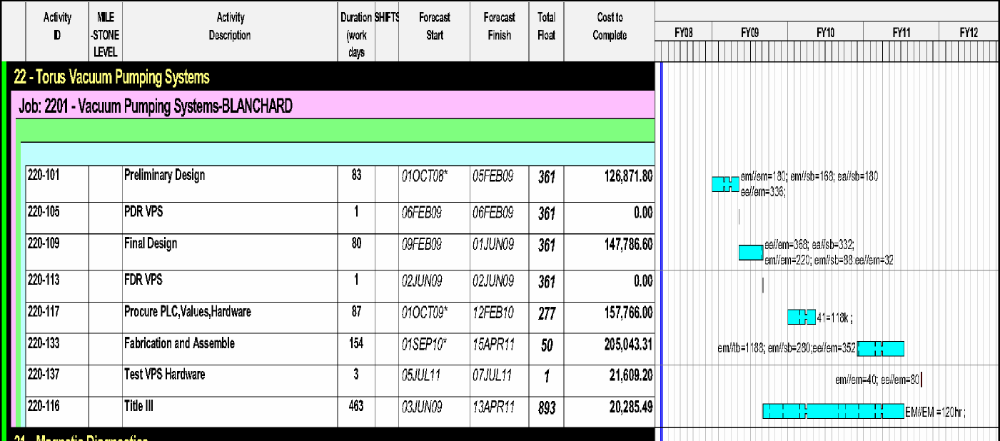 Activity ID MILE -STONE LEVEL Activity Description Duration (work days SHIFTS Forecast Start Forecast Finish Total Float Cost to Complete
FY08 FY09 FY10 FY11 FY12
22 - Torus Vacuum Pumping Systems
Job: 2201 - Vacuum Pumping Systems-BLANCHARD
220-101 Preliminary Design 83 01OCT08* 05FEB09 361 126,871.80
em//em=180; em//sb=168; ea//sb=180
ee//em=336;
220-105 PDR VPS 1 06FEB09 06FEB09 361 0.00
220-109 Final Design 80 09FEB09 01JUN09 361 147,786.60
ee//em=368; ea//sb=332;
em//em=220; em//sb=88;ee//em=32
220-113 FDR VPS 1 02JUN09 02JUN09 361 0.00
220-117 Procure PLC,Values,Hardware 87 01OCT09* 12FEB10 277 157,766.00 41=118k ;
220-133 Fabrication and Assemble 154 01SEP10* 15APR11 50 205,043.31 em//tb=1188; em//sb=280;ee//em=352
220-137 Test VPS Hardware 3 05JUL11 07JUL11 1 21,609.20 em//em=40; ee//em=80
220-116 Title III 463 03JUN09 13APR11 893 20,285.49 EM//EM =120hr ;